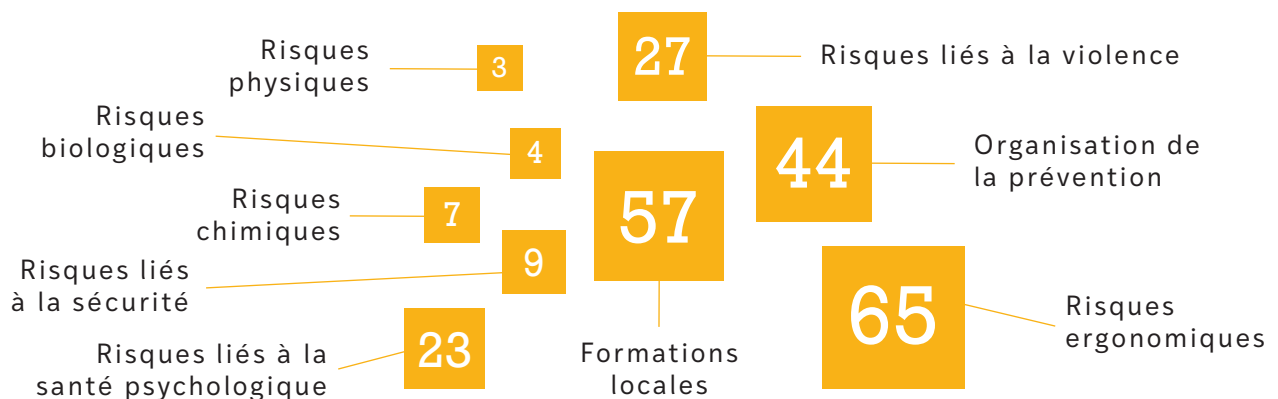 Risques
physiques
3
27
Risques liés à la violence
Risques
biologiques
4
44
Organisation de
la prévention
Risques
chimiques
7
57
Formations
locales
Risques liés
à la sécurité
9
65
Risques
ergonomiques
Risques liés à la
santé psychologique
23